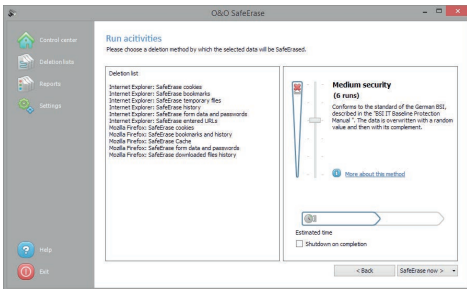 O&O SafeErase
Control center
Deletion lists
Reports
Settings
Help
Exit
Run acitivities
Please choose a deletion method by which the selected data will be SafeErased.
Deletion list
Internet Explorer: SafeErase cookies
Internet Explorer: SafeErase bookmarks
Internet Explorer: SafeErase temporary files
Internet Explorer: SafeErase history
Internet Explorer: SafeErase form data and passwords
Internet Explorer: SafeErase entered URLs
Mozilla Firefox: SafeErase cookies
Mozilla Firefox: SafeErase bookmarks and history
Mozilla Firefox: SafeErase Cache
Mozilla Firefox: SafeErase form data and passwords
Mozilla Firefox: SafeErase downloaded files history
Medium security
(6 runs)
Conforms to the standard of the German BSI,
described in the "BSI IT Baseline Protection
Manual ". The data is overwritten with a random
value and then with its complement.
More about this method
Estimated time
Shutdown on completion
< Back
SafeErase now >